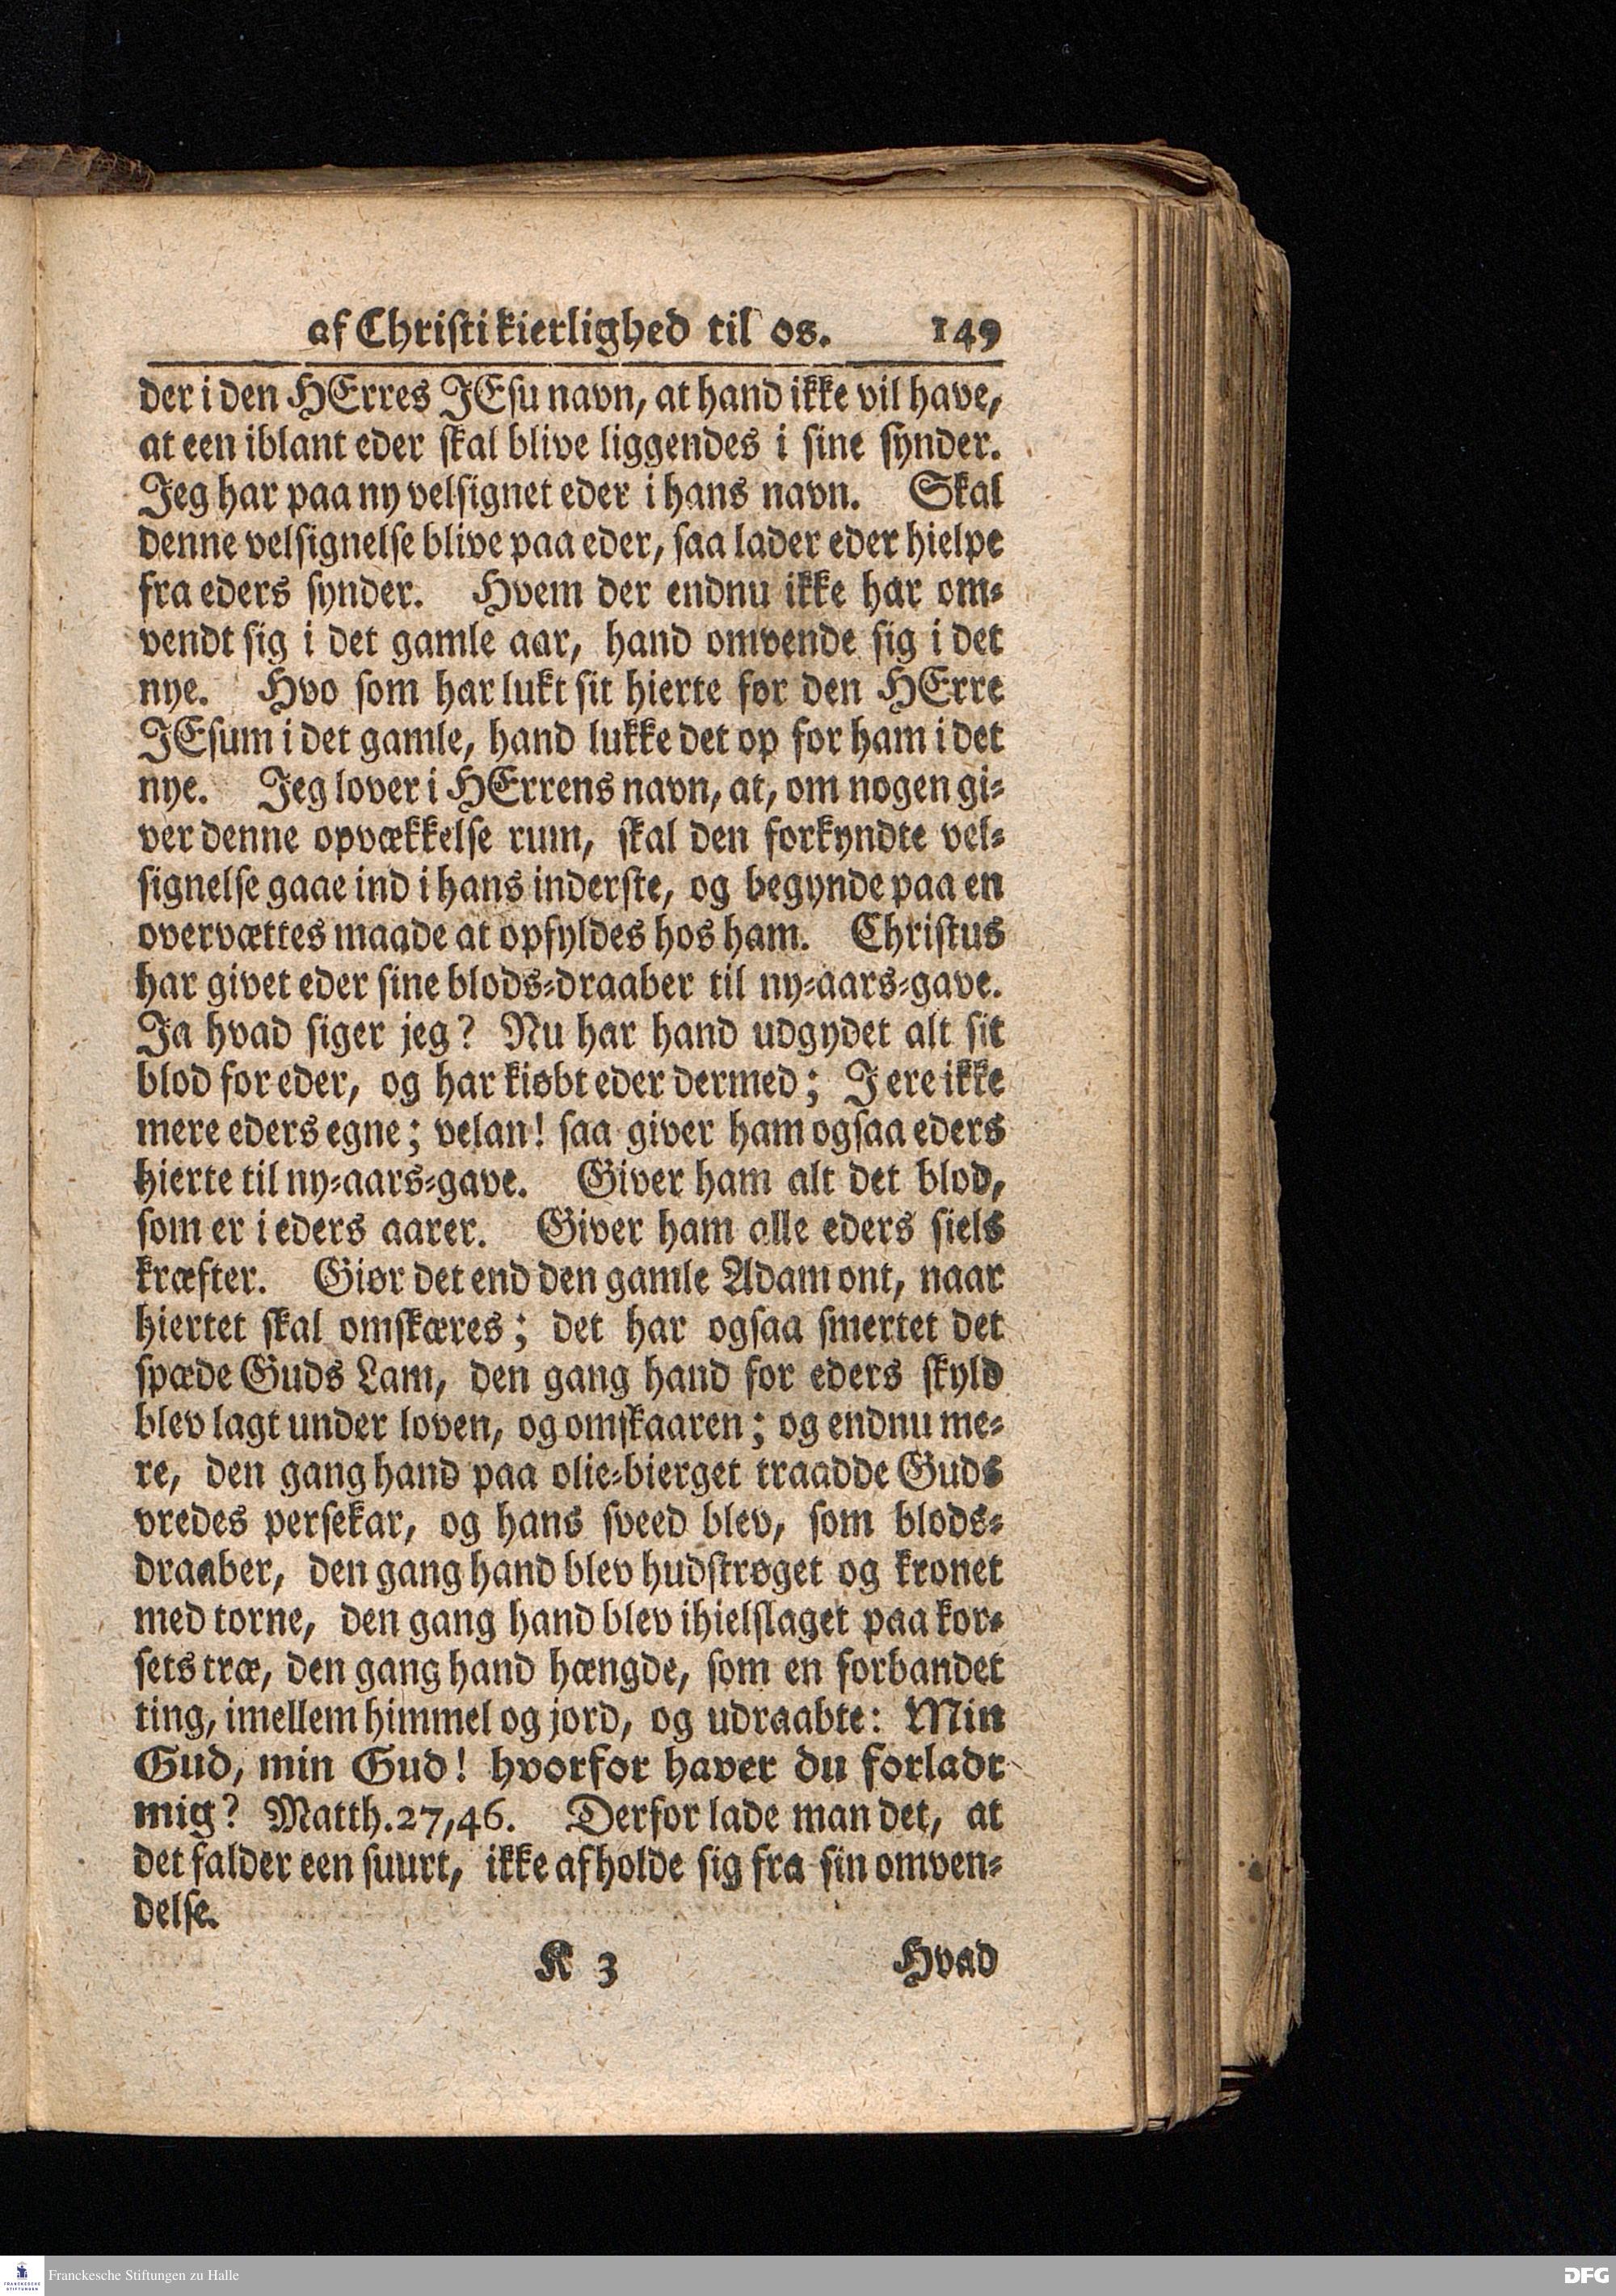 af Christi kierlighed til os. 149
der i den HErres JEsu navn, at hand ikke vil have,
at een iblant eder skal blive liggendes i sine synder.
Jeg har paa ny velsignet eder i hans navn. Skal
denne velsignelse blive paa eder, saa lader eder hielpe
fra eders synder. Hvem der endnu ikke har om-
vendt sig i det gamle aar, hand omvende sig i det
nye. Hvo som har lukt sit hierte for den HErre
JEsum i det gamle, hand lukke det op for ham i det
nye. Jeg lover i HErrens navn, at, om nogen gi-
ver denne opvækkelse rum, skal den forkyndte vel-
signelse gaae ind i hans inderste, og begynde paa en
overvættes maade at opfyldes hos ham. Christus
har givet eder sine blods-draaber til ny-aars-gave.
Ja hvad siger jeg? Nu har hand udgydet alt sit
blod for eder, og har kiøbt eder dermed; J ere ikke
mere eders egne; velan! saa giver ham ogsaa eders
hierte til ny-aars-gave. Giver ham alt det blod,
som er i eders aarer. Giver ham alle eders siels
kræfter. Giør det end den gamle Adam ont, naar
hiertet skal omskæres; det har ogsaa smertet det
spæde Guds Lam, den gang hand for eders skyld
blev lagt under loven, og omskaaren; og endnu me-
re, den gang hand paa olie-bierget traadde Guds
vredes persekar, og hans sveed blev, som blods-
draaber, den gang hand blev hudstrøget og kronet
med torne, den gang hand blev ihielslaget paa kor-
sets træ, den gang hand hængde, som en forbandet
ting, imellem himmel og jord, og udraabte: Min
Gud, min Gud! hvorfor haver du forladt
mig? Matth.27,46. Derfor lade man det, at
det falder een suurt, ikke afholde sig fra sin omven-
delse.
K 3 Hvad
FRANCKESCHE STIFTUNGEN
Franckesche Stiftungen zu Halle
DFG